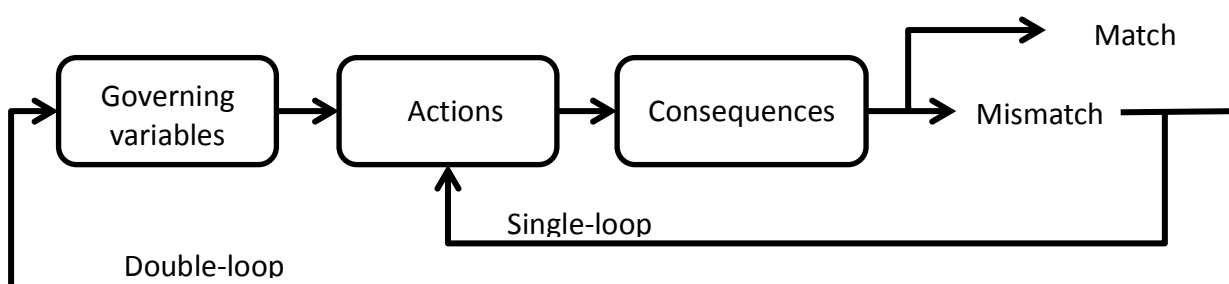 Match
Governing
variables
Actions
Consequences
Mismatch
Single-loop
Double-loop